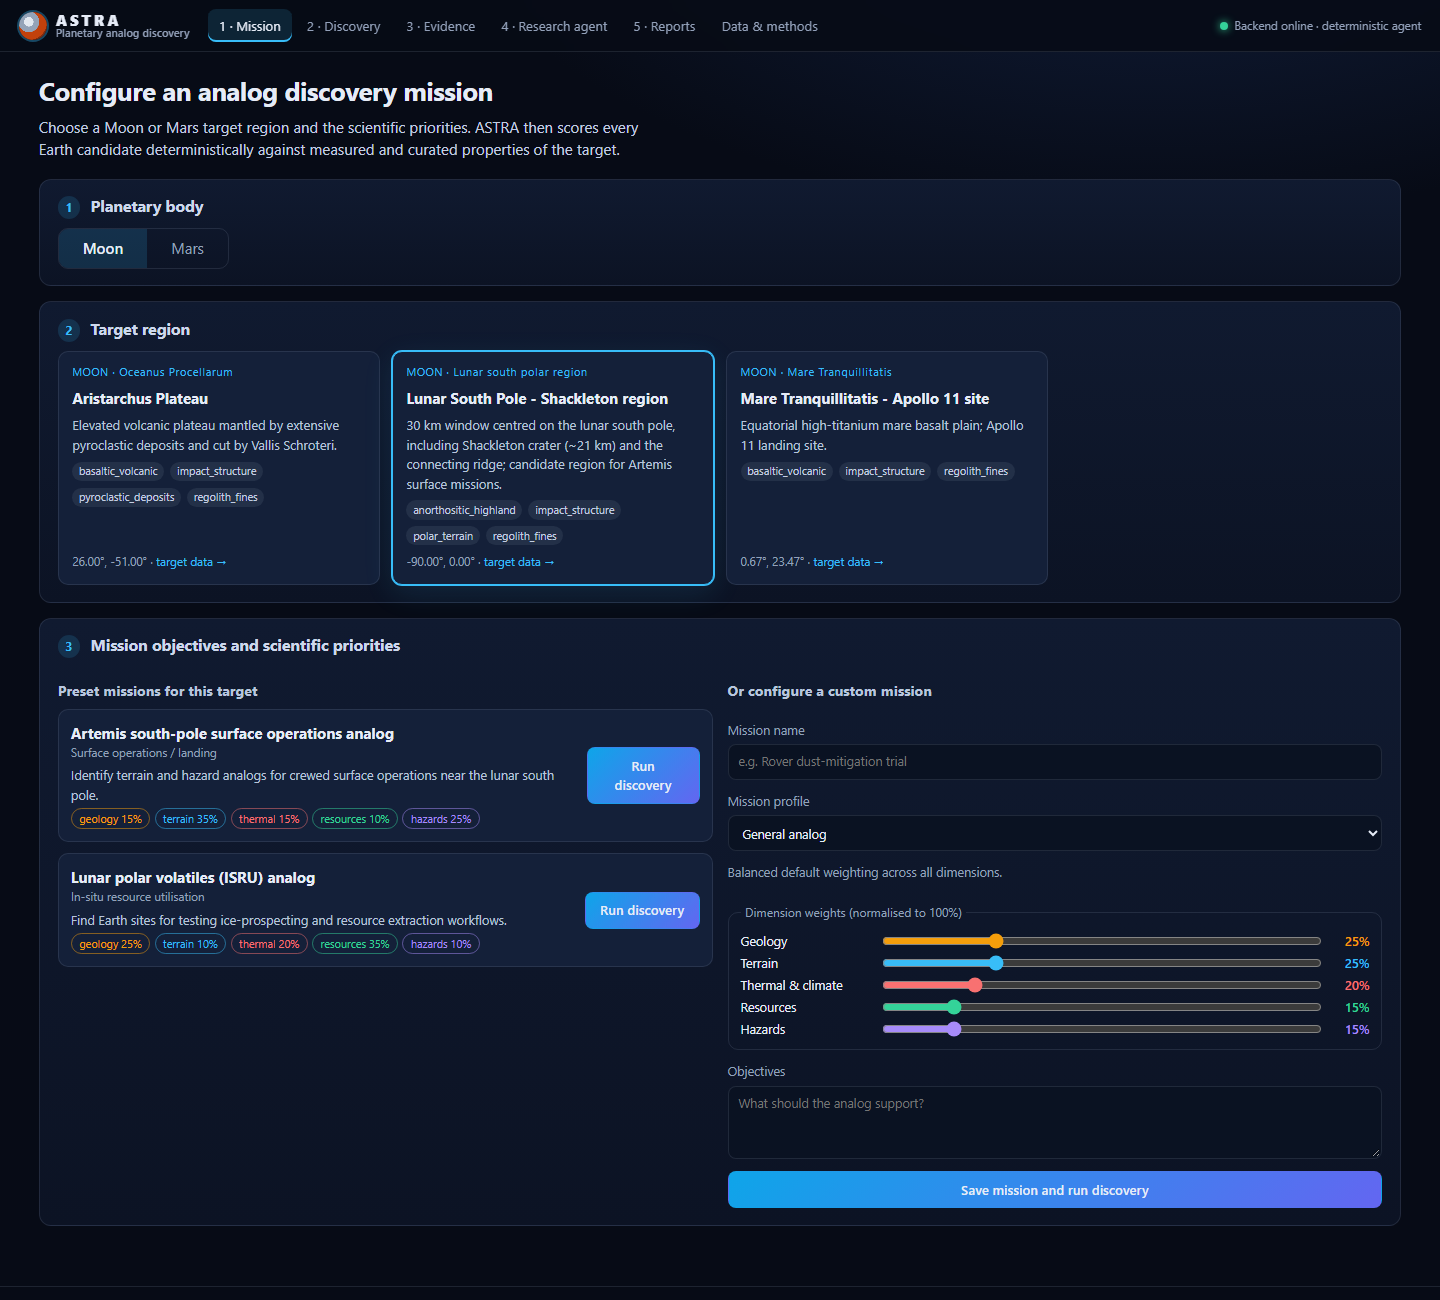 ASTRA
Planetary analog discovery
1 · Mission
2 · Discovery
3 · Evidence
4 · Research agent
5 · Reports
Data & methods
Backend online · deterministic agent
Configure an analog discovery mission
Choose a Moon or Mars target region and the scientific priorities. ASTRA then scores every
Earth candidate deterministically against measured and curated properties of the target.
1 Planetary body
Moon
Mars
2 Target region
MOON · Oceanus Procellarum
Aristarchus Plateau
Elevated volcanic plateau mantled by extensive
pyroclastic deposits and cut by Vallis Schroteri.
basaltic_volcanic impact_structure
pyroclastic_deposits regolith_fines
26.00°, -51.00° · target data →
MOON · Lunar south polar region
Lunar South Pole - Shackleton region
30 km window centred on the lunar south pole,
including Shackleton crater (~21 km) and the
connecting ridge; candidate region for Artemis
surface missions.
anorthositic_highland impact_structure
polar_terrain regolith_fines
-90.00°, 0.00° · target data →
MOON · Mare Tranquillitatis
Mare Tranquillitatis - Apollo 11 site
Equatorial high-titanium mare basalt plain; Apollo
11 landing site.
basaltic_volcanic impact_structure regolith_fines
0.67°, 23.47° · target data →
3 Mission objectives and scientific priorities
Preset missions for this target
Artemis south-pole surface operations analog
Surface operations / landing
Identify terrain and hazard analogs for crewed surface operations near the lunar south
pole.
geology 15% terrain 35% thermal 15% resources 10% hazards 25%
Run
discovery
Lunar polar volatiles (ISRU) analog
In-situ resource utilisation
Find Earth sites for testing ice-prospecting and resource extraction workflows.
geology 25% terrain 10% thermal 20% resources 35% hazards 10%
Run discovery
Or configure a custom mission
Mission name
e.g. Rover dust-mitigation trial
Mission profile
General analog
Balanced default weighting across all dimensions.
Dimension weights (normalised to 100%)
Geology 25%
Terrain 25%
Thermal & climate 20%
Resources 15%
Hazards 15%
Objectives
What should the analog support?
Save mission and run discovery